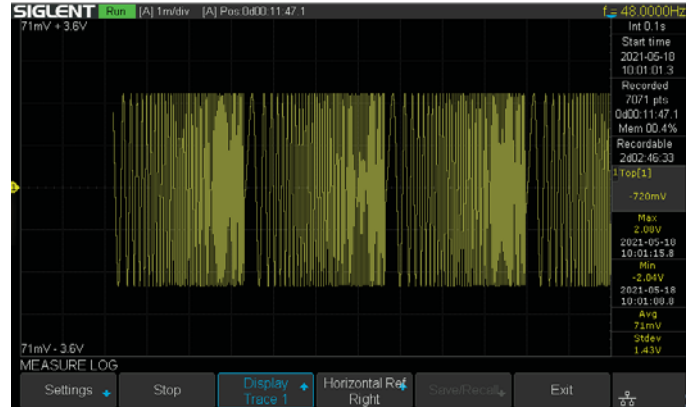 SIGLENT Run [A] 1m/div [A] Pos:0d00:11:47.1 f = 48.0000Hz
71mV + 3.6V
Int 0.1s
Start time
2021-05-18
10:01:01.3
Recorded
7071 pts
0d00:11:47.1
Mem 00.4%
Recordable
2d02:46:33
1 Top[1]
-720mV
1
Max
2.08V
2021-05-18
10:01:15.8
Min
-2.04V
2021-05-18
10:01:08.8
Avg
71mV
Stdev
1.43V
71mV - 3.6V
MEASURE LOG
Settings Stop Display Trace 1 Horizontal Ref Right Save/Recall Exit